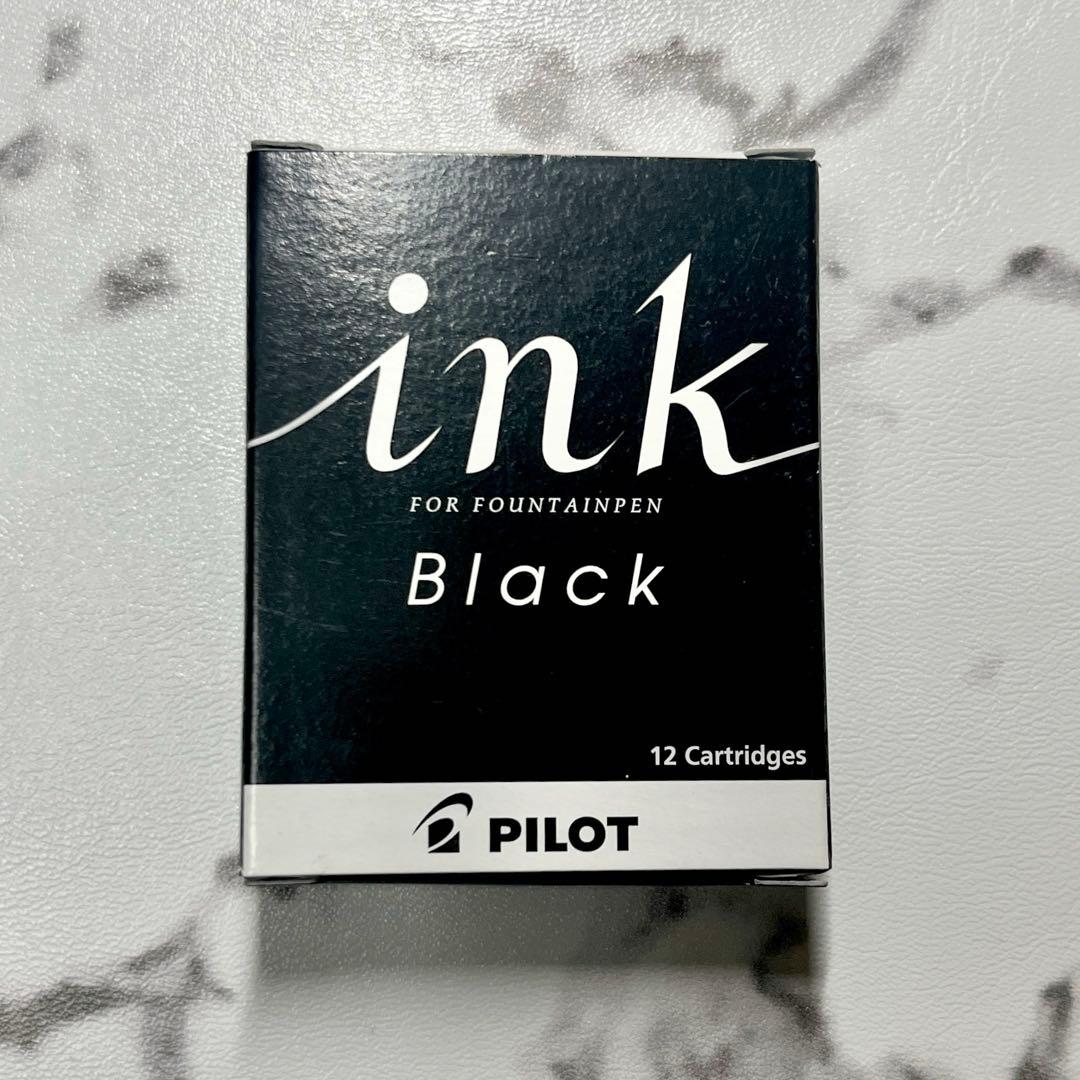 ink
FOR FOUNTAINPEN
Black
12 Cartridges
PILOT